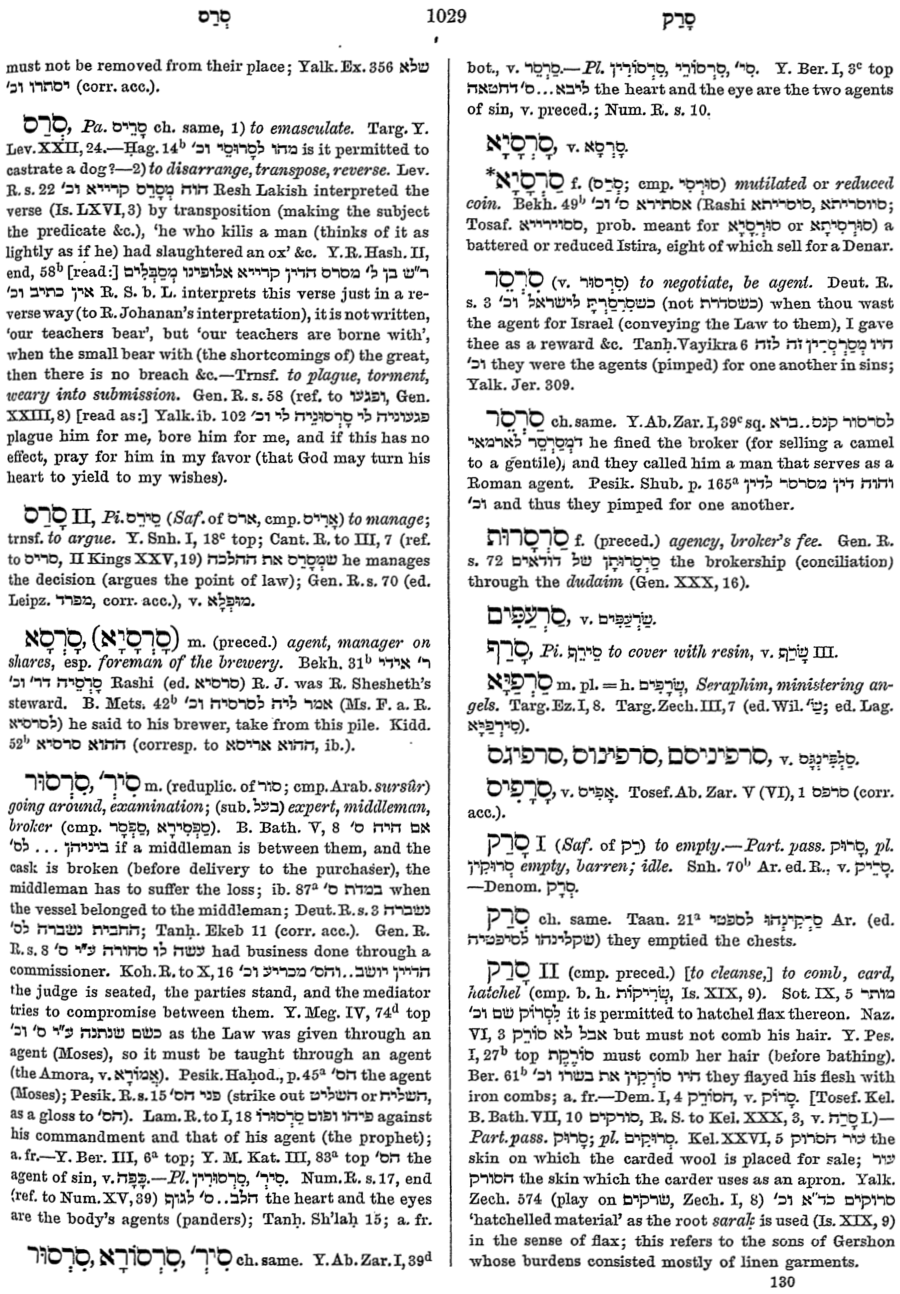 סְרַס 1029 סָרַק
must not be removed from their place; Yalk. Ex. 356 שלא
יסתרו וכ׳ (corr. acc.).
סְרַס, Pa. סָרֵיס ch. same, 1) to emasculate. Targ. Y.
Lev. XXII, 24.—Ḥag. 14ᵇ מהו לְסָרוּסֵי וכ׳ is it permitted to
castrate a dog?—2) to disarrange, transpose, reverse. Lev.
R. s. 22 הוה מְסָרֵס קרייא וכ׳ Resh Lakish interpreted the
verse (Is. LXVI, 3) by transposition (making the subject
the predicate &c.), ‘he who kills a man (thinks of it as
lightly as if he) had slaughtered an ox’ &c. Y. R. Hash. II,
end, 58ᵇ [read:] ר״ש בן ל׳ מסרס הדין קרייא אלופינו מְסַבְּלִים
אין כתיב וכ׳ R. S. b. L. interprets this verse just in a re-
verse way (to R. Johanan's interpretation), it is not written,
‘our teachers bear’, but ‘our teachers are borne with’,
when the small bear with (the shortcomings of) the great,
then there is no breach &c.—Trnsf. to plague, torment,
weary into submission. Gen. R. s. 58 (ref. to ופגעו, Gen.
XXIII, 8) [read as:] Yalk. ib. 102 פגעוניה לי סָרְסוּנֵיהּ לי וכ׳
plague him for me, bore him for me, and if this has no
effect, pray for him in my favor (that God may turn his
heart to yield to my wishes).
סָרַס II, Pi. סֵירֵס (Saf. of ארס, cmp. אָרִיס) to manage;
trnsf. to argue. Y. Snh. I, 18ᶜ top; Cant. R. to III, 7 (ref.
to סריס, II Kings XXV, 19) שמְסָרֵס את ההלכה he manages
the decision (argues the point of law); Gen. R. s. 70 (ed.
Leipz. מפרד, corr. acc.), v. מוּפְלָא.
סָרְסָא, (סָרְסְיָא) m. (preced.) agent, manager on
shares, esp. foreman of the brewery. Bekh. 31ᵇ ר׳ אידי
סָרְסֵיהּ דר׳ וכ׳ Rashi (ed. סרסיא) R. J. was R. Shesheth's
steward. B. Mets. 42ᵇ אמר ליה לסרסיה וכ׳ (Ms. F. a. R.
לסרסיא) he said to his brewer, take from this pile. Kidd.
52ᵇ ההוא סרסיא (corresp. to ההוא אריסא, ib.).
סַרְסוּר, סִירְ׳ m. (reduplic. of סור; cmp. Arab. sursûr)
going around, examination; (sub. בעל) expert, middleman,
broker (cmp. סַפְסֵר, סַפְסִירָא). B. Bath. V, 8 אם היה ס׳
ביניהן ... לס׳ if a middleman is between them, and the
cask is broken (before delivery to the purchaser), the
middleman has to suffer the loss; ib. 87ᵃ במדת ס׳ when
the vessel belonged to the middleman; Deut. R. s. 3 נשברה
לס׳; Tanḥ. Ekeb 11 החבית נשברה לס׳ (corr. acc.). Gen. R.
R. s. 8 עשה לו סחורה ע״י ס׳ had business done through a
commissioner. Koh. R. to X, 16 הדיין יושב..והס׳ מכריע וכ׳
the judge is seated, the parties stand, and the mediator
tries to compromise between them. Y. Meg. IV, 74ᵈ top
כשם שנתנה ע״י ס׳ וכ׳ as the Law was given through an
agent (Moses), so it must be taught through an agent
(the Amora, v. אֲמוֹרָא). Pesik. Haḥod., p. 45ᵃ הס׳ the agent
(Moses); Pesik. R. s. 15 פני הס׳ (strike out השליט or השליח,
as a gloss to הס׳). Lam. R. to I, 18 פיהו ופום סַרְסוּרוֹ against
his commandment and that of his agent (the prophet);
a. fr.—Y. Ber. III, 6ᵃ top; Y. M. Kat. III, 83ᵃ top הס׳ the
agent of sin, v. כָּפָה.—Pl. סַרְסוּרִין, סִירְ׳. Num. R. s. 17, end
(ref. to Num. XV, 39) הלב..ס׳ לגוף the heart and the eyes
are the body's agents (panders); Tanḥ. Sh'laḥ 15; a. fr.
סַרְסוּר, סַרְסוֹרָא, סִירְ׳ ch. same. Y. Ab. Zar. I, 39ᵈ
bot., v. סַרְסֵר.—Pl. סַרְסוֹרִין, סַרְסוֹרֵי, סִי׳. Y. Ber. I, 3ᶜ top
ליבא...ס׳ דחטאה the heart and the eye are the two agents
of sin, v. preced.; Num. R. s. 10.
סָרְסְיָא, v. סָרְסָא.
*סָרְסְיָא f. (סָרַס; cmp. סוּרְסִי) mutilated or reduced
coin. Bekh. 49ᵇ אסתירא ס׳ וכ׳ (Rashi סיסייתא, סיוסרייתא;
Tosaf. ססוירייא, prob. meant for סוּרְסָיָא or סוּרְסִיתָא) a
battered or reduced Istira, eight of which sell for a Denar.
סִרְסֵר (v. סַרְסוּר) to negotiate, be agent. Deut. R.
s. 3 כשסִרְסַרְתָּ לישראל וכ׳ (not כשסדרת) when thou wast
the agent for Israel (conveying the Law to them), I gave
thee as a reward &c. Tanḥ. Vayikra 6 היו מְסַרְסְרִין זה לזה
וכ׳ they were the agents (pimped) for one another in sins;
Yalk. Jer. 309.
סַרְסֵר ch. same. Y. Ab. Zar. I, 39ᶜ sq. לסרסור קנס..ברא
דמְסַרְסֵר לארמאי he fined the broker (for selling a camel
to a gentile), and they called him a man that serves as a
Roman agent. Pesik. Shub. p. 165ᵃ והוה דין מסרסר לדין
וכ׳ and thus they pimped for one another.
סַרְסָרוּת f. (preced.) agency, broker's fee. Gen. R.
s. 72 סַרְסָרוּתָן של דודאים the brokership (conciliation)
through the dudaim (Gen. XXX, 16).
סַרְעַפִּים, v. שַׂרְעַפִּים.
סָרַף, Pi. סֵירֵף to cover with resin, v. שָׂרַף III.
סְרָפַיָּא m. pl. = h. שְׂרָפִים, Seraphim, ministering an-
gels. Targ. Ez. I, 8. Targ. Zech. III, 7 (ed. Wil. שְׂ׳; ed. Lag.
סִירְפַיָּא).
סרפיניסם, סרפינוס, סרפיגס, v. סַלְפִּינְגָּס.
סָרָפִיס, v. אַפִּיס. Tosef. Ab. Zar. V (VI), 1 סרפס (corr.
acc.).
סָרַק I (Saf. of רִק) to empty.—Part. pass. סָרוּק, pl.
סְרוּקִין empty, barren; idle. Snh. 70ᵇ Ar. ed. R., v. סָרֵיק.
—Denom. סְרָק.
סְרַק ch. same. Taan. 21ᵃ סְרָקִינְהוּ לספטי Ar. (ed.
שקלינהו לסיפטיה) they emptied the chests.
סָרַק II (cmp. preced.) [to cleanse,] to comb, card,
hatchel (cmp. b. h. שְׂרִיקוֹת, Is. XIX, 9). Sot. IX, 5 מותר
לִסְרוֹק שם וכ׳ it is permitted to hatchel flax thereon. Naz.
VI, 3 אבל לא סורק but must not comb his hair. Y. Pes.
I, 27ᵇ top סוֹרֶקֶת must comb her hair (before bathing).
Ber. 61ᵇ היו סוֹרְקִין את בשרו וכ׳ they flayed his flesh with
iron combs; a. fr.—Dem. I, 4 הסורק, v. סָרוֹק. [Tosef. Kel.
B. Bath. VII, 10 סורקים, R. S. to Kel. XXX, 3, v. סָרַח I.)—
Part. pass. סָרוּק; pl. סְרוּקִים. Kel. XXVI, 5 עור הסרוק the
skin on which the carded wool is placed for sale; עור
הסורק the skin which the carder uses as an apron. Yalk.
Zech. 574 (play on שרקים, Zech. I, 8) סרוקים כד״א וכ׳
‘hatchelled material’ as the root saraḳ is used (Is. XIX, 9)
in the sense of flax; this refers to the sons of Gershon
whose burdens consisted mostly of linen garments.
130